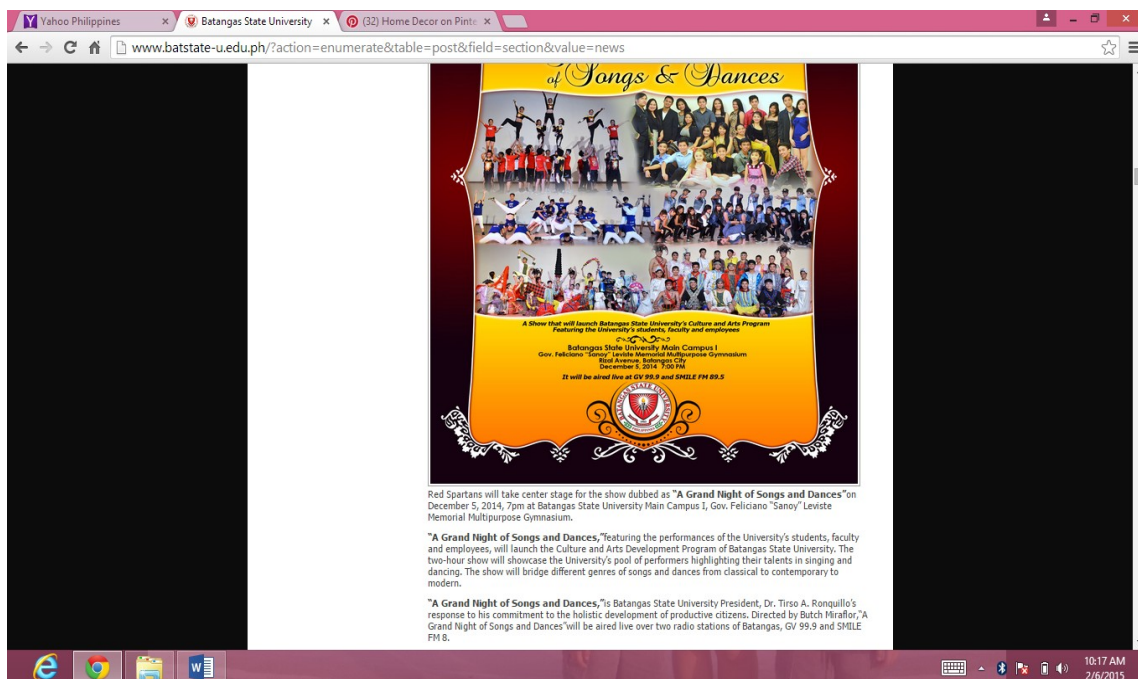 Yahoo Philippines
Batangas State University
(32) Home Decor on Pinte
www.batstate-u.edu.ph/?action=enumerate&table=post&field=section&value=news
of Songs & Dances
A Show that will launch Batangas State University's Culture and Arts Program
Featuring the University's students, faculty and employees
Batangas State University Main Campus I
Gov. Feliciano "Sanoy" Leviste Memorial Multipurpose Gymnasium
Rizal Avenue, Batangas City
December 5, 2014 7:00 PM
It will be aired live at GV 99.9 and SMILE FM 89.5
BATANGAS STATE UNIVERSITY
Red Spartans will take center stage for the show dubbed as "A Grand Night of Songs and Dances"on
December 5, 2014, 7pm at Batangas State University Main Campus I, Gov. Feliciano "Sanoy" Leviste
Memorial Multipurpose Gymnasium.
"A Grand Night of Songs and Dances,"featuring the performances of the University's students, faculty
and employees, will launch the Culture and Arts Development Program of Batangas State University. The
two-hour show will showcase the University's pool of performers highlighting their talents in singing and
dancing. The show will bridge different genres of songs and dances from classical to contemporary to
modern.
"A Grand Night of Songs and Dances,"is Batangas State University President, Dr. Tirso A. Ronquillo's
response to his commitment to the holistic development of productive citizens. Directed by Butch Miraflor,"A
Grand Night of Songs and Dances"will be aired live over two radio stations of Batangas, GV 99.9 and SMILE
FM 8.
10:17 AM
2/6/2015